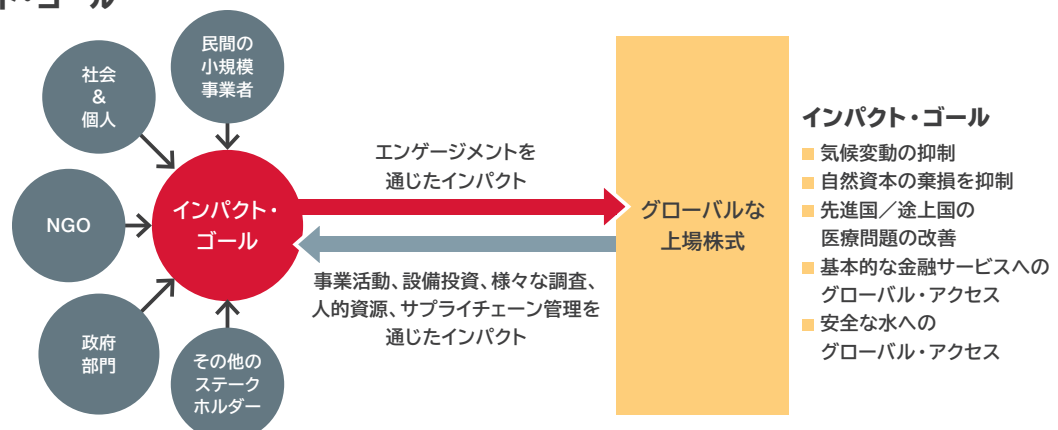 ト・ゴール
民間の
小規模
事業者
社会
&
個人
NGO
政府
部門
その他の
ステーク
ホルダー
インパクト・
ゴール
エンゲージメントを
通じたインパクト
事業活動、設備投資、様々な調査、
人的資源、サプライチェーン管理を
通じたインパクト
グローバルな
上場株式
インパクト・ゴール
気候変動の抑制
自然資本の棄損を抑制
先進国／途上国の
医療問題の改善
基本的な金融サービスへの
グローバル・アクセス
安全な水への
グローバル・アクセス